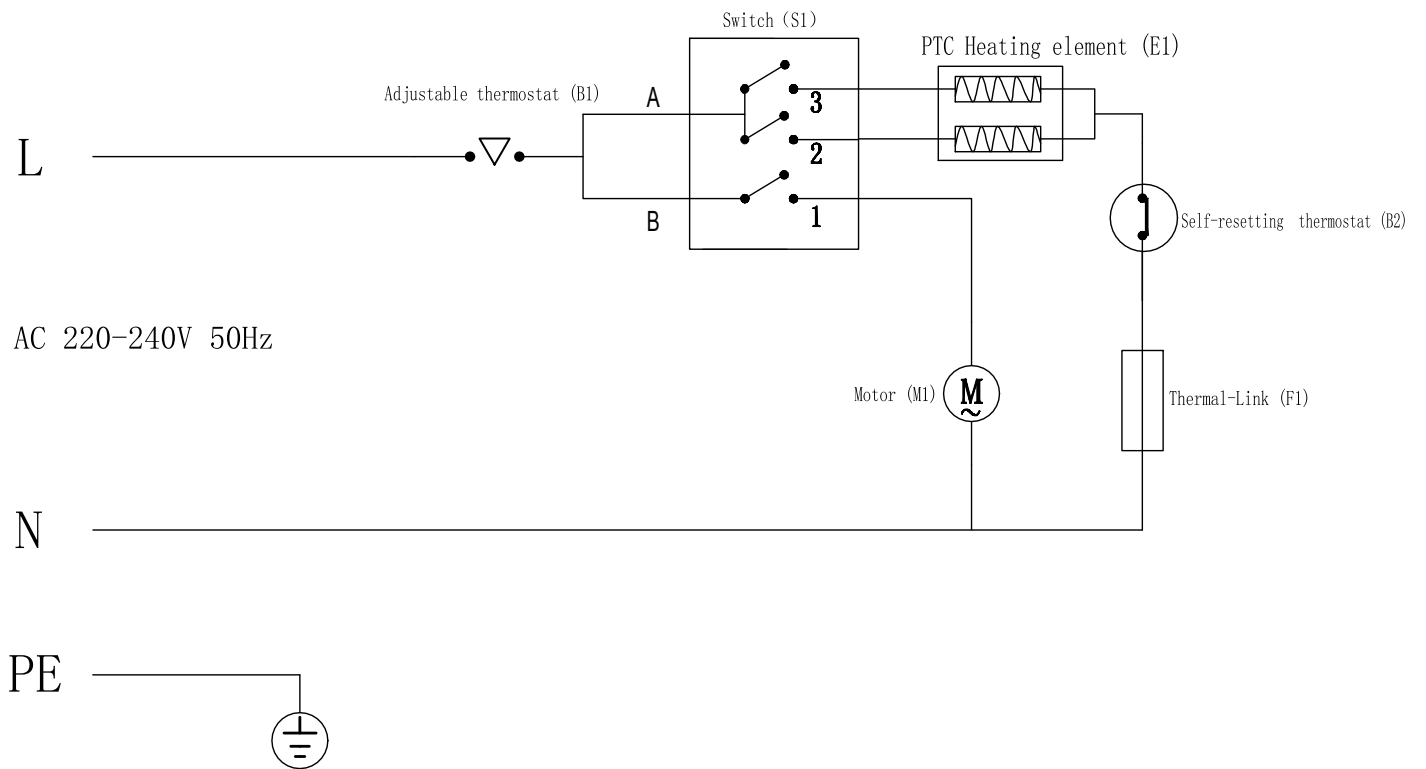 Switch（S1）
PTC Heating element (E1)
Adjustable thermostat (B1)
A
3
L
2
B
1
Self-resetting thermostat (B2)
AC 220-240V 50Hz
Motor (M1)
M
~
Thermal-Link (F1)
N
PE